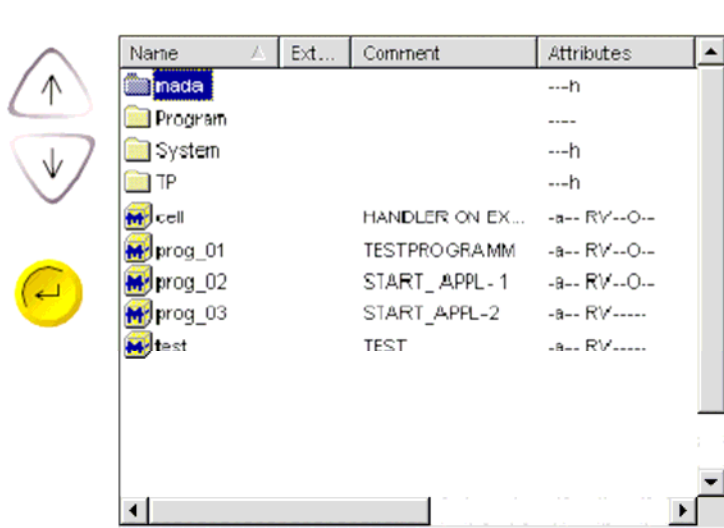 Name Ext... Comment Attributes
mada ---h
Program ----
System ---h
TP ---h
cell HANDLER ON EX... -a-- RV--O--
prog_01 TESTPROGRAMM -a-- RV--O--
prog_02 START_APPL-1 -a-- RV--O--
prog_03 START_APPL-2 -a-- RV-----
test TEST -a-- RV-----